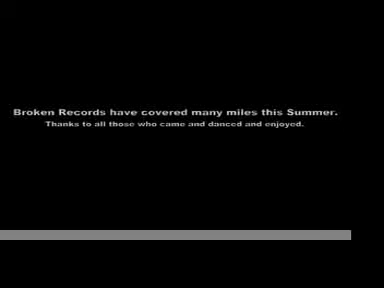 Broken Records have covered many miles this Summer.
Thanks to all those who came and danced and enjoyed.